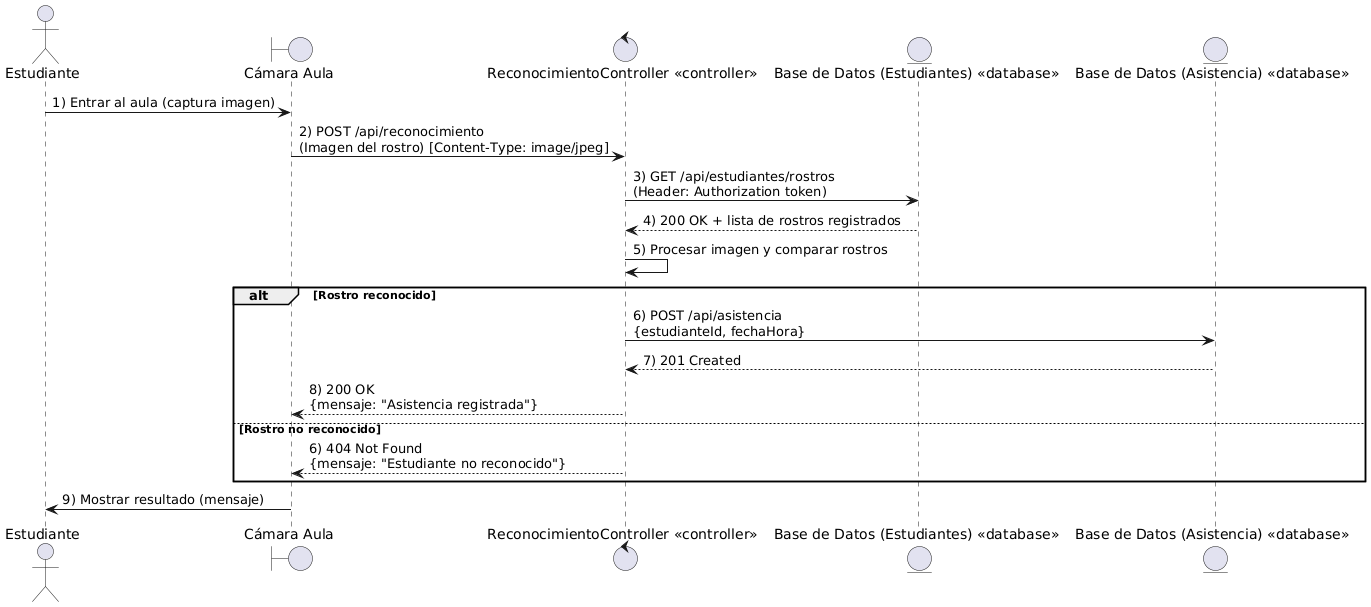 Estudiante
Cámara Aula
ReconocimientoController «controller»
Base de Datos (Estudiantes) «database»
Base de Datos (Asistencia) «database»
1) Entrar al aula (captura imagen)
2) POST /api/reconocimiento
(Imagen del rostro) [Content-Type: image/jpeg]
3) GET /api/estudiantes/rostros
(Header: Authorization token)
4) 200 OK + lista de rostros registrados
5) Procesar imagen y comparar rostros
alt
[Rostro reconocido]
6) POST /api/asistencia
{estudianteId, fechaHora}
7) 201 Created
8) 200 OK
{mensaje: "Asistencia registrada"}
[Rostro no reconocido]
6) 404 Not Found
{mensaje: "Estudiante no reconocido"}
9) Mostrar resultado (mensaje)
Estudiante
Cámara Aula
ReconocimientoController «controller»
Base de Datos (Estudiantes) «database»
Base de Datos (Asistencia) «database»